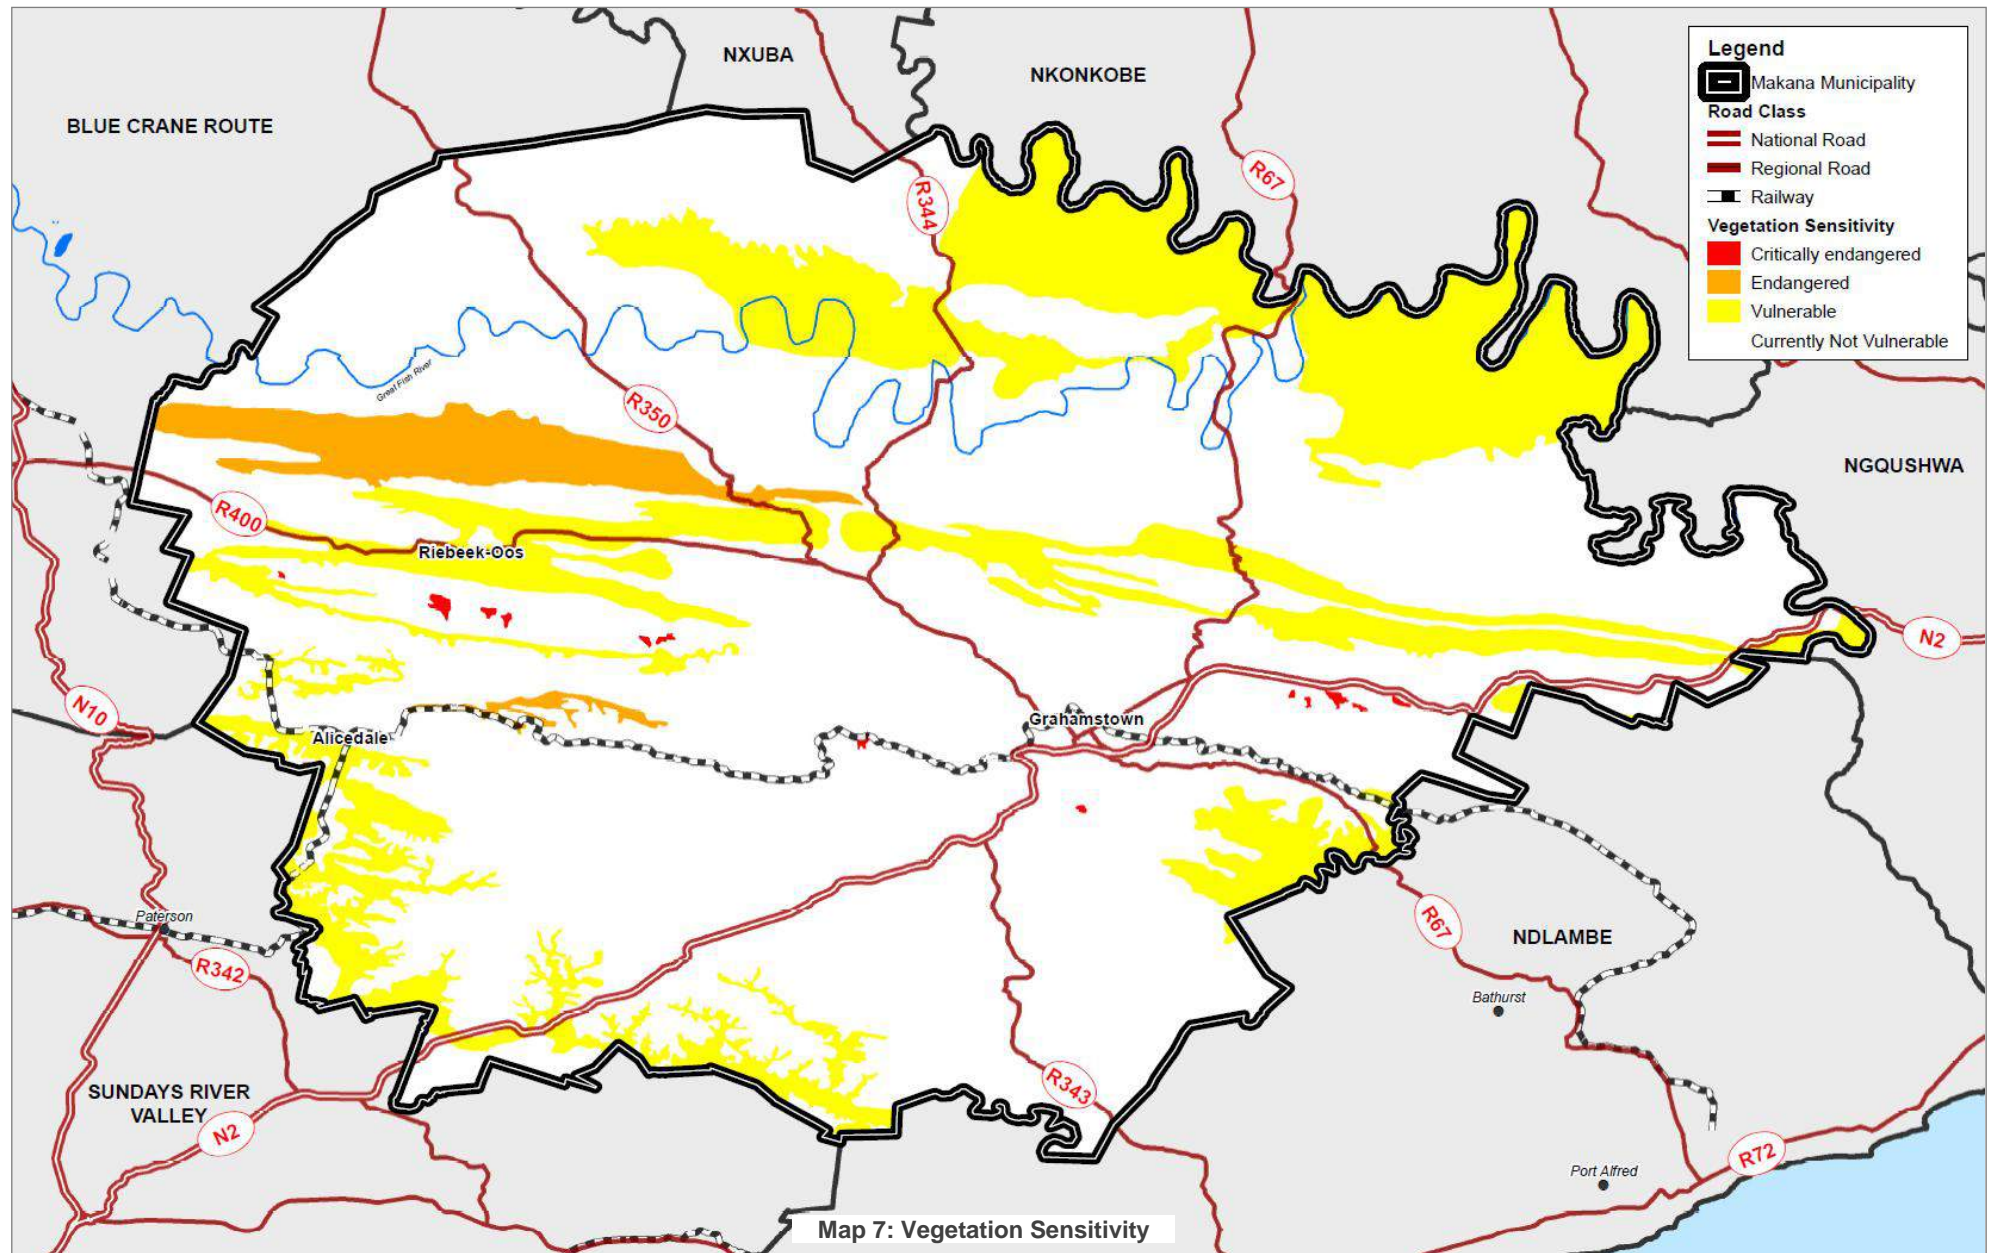 NXUBA
NKONKOBE
BLUE CRANE ROUTE
Legend
Makana Municipality
Road Class
National Road
Regional Road
Railway
Vegetation Sensitivity
Critically endangered
Endangered
Vulnerable
Currently Not Vulnerable
R67
R344
Great Fish River
R350
NGQUSHWA
R400
Riebeek-Oos
N2
N10
Grahamstown
Alicedale
Paterson
R67
NDLAMBE
R342
Bathurst
R343
SUNDAYS RIVER
VALLEY
N2
R72
Port Alfred
Map 7: Vegetation Sensitivity